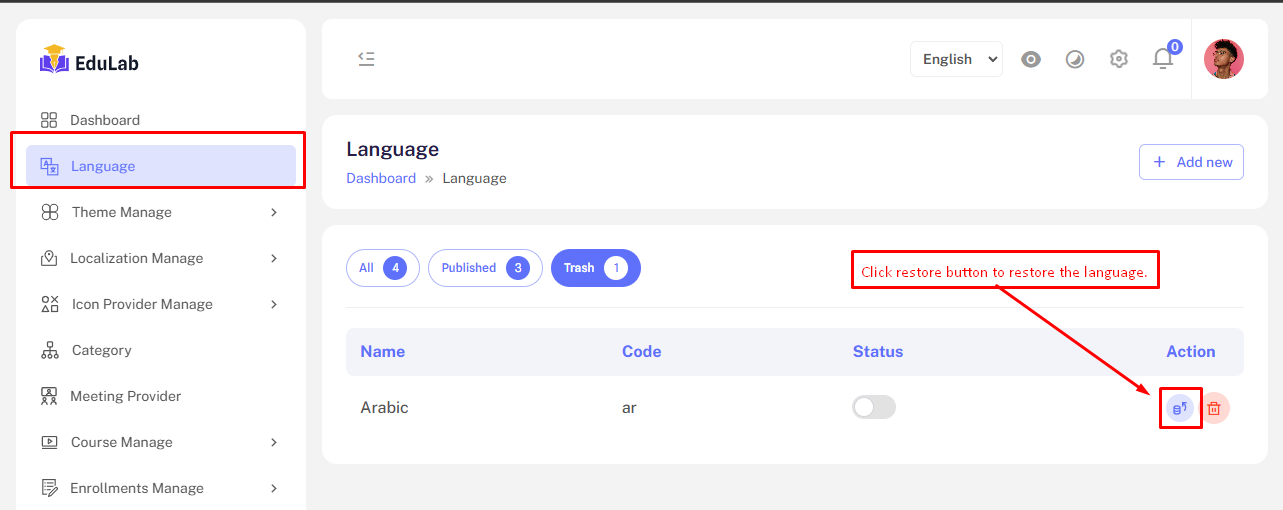 EduLab
English
0
Dashboard
Language
Theme Manage
Localization Manage
Icon Provider Manage
Category
Meeting Provider
Course Manage
Enrollments Manage
Language
Dashboard » Language
+ Add new
All 4
Published 3
Trash 1
Click restore button to restore the language.
Name Code Status Action
Arabic ar